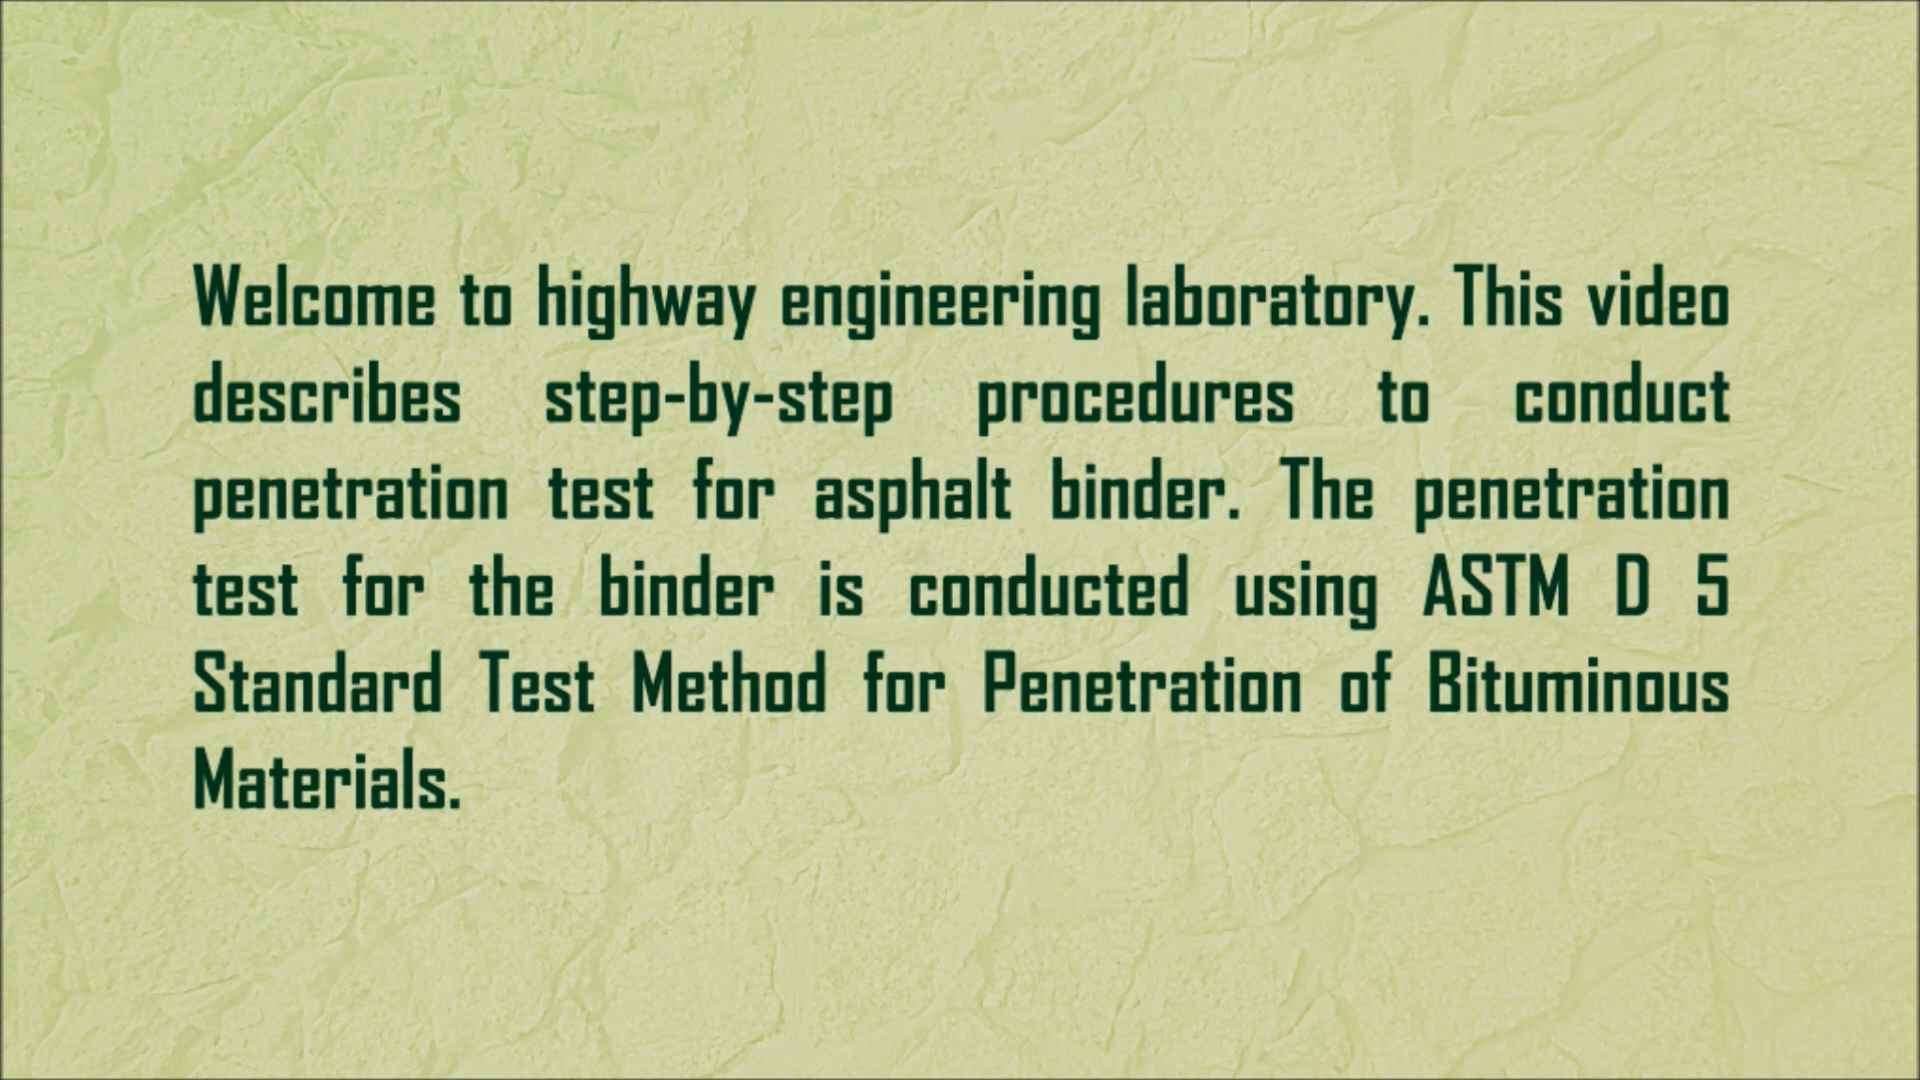 Welcome to highway engineering laboratory. This video
describes step-by-step procedures to conduct
penetration test for asphalt binder. The penetration
test for the binder is conducted using ASTM D 5
Standard Test Method for Penetration of Bituminous
Materials.